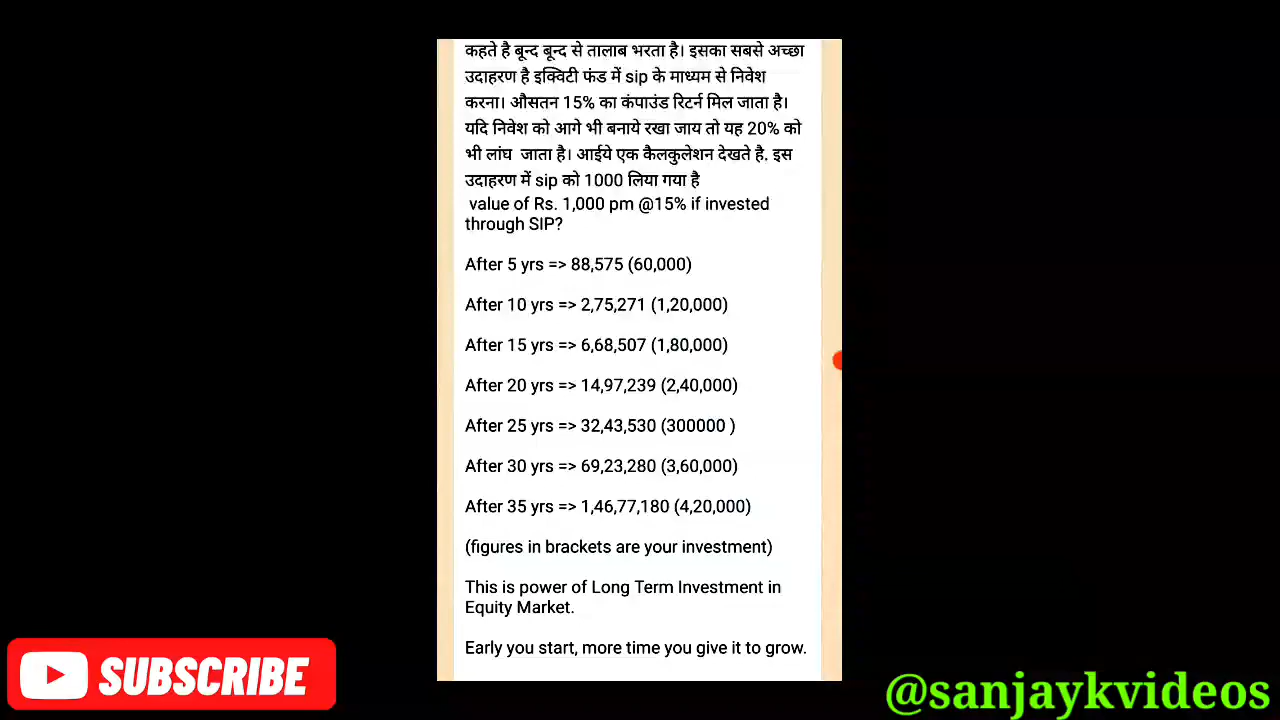 कहते है बून्द बून्द से तालाब भरता है। इसका सबसे अच्छा
उदाहरण है इक्विटी फंड में sip के माध्यम से निवेश
करना। औसतन 15% का कंपाउंड रिटर्न मिल जाता है।
यदि निवेश को आगे भी बनाये रखा जाय तो यह 20% को
भी लांघ जाता है। आईये एक कैलकुलेशन देखते है. इस
उदाहरण में sip को 1000 लिया गया है
value of Rs. 1,000 pm @15% if invested
through SIP?
After 5 yrs => 88,575 (60,000)
After 10 yrs => 2,75,271 (1,20,000)
After 15 yrs => 6,68,507 (1,80,000)
After 20 yrs => 14,97,239 (2,40,000)
After 25 yrs => 32,43,530 (300000 )
After 30 yrs => 69,23,280 (3,60,000)
After 35 yrs => 1,46,77,180 (4,20,000)
(figures in brackets are your investment)
This is power of Long Term Investment in
Equity Market.
Early you start, more time you give it to grow.
SUBSCRIBE
@sanjaykvideos